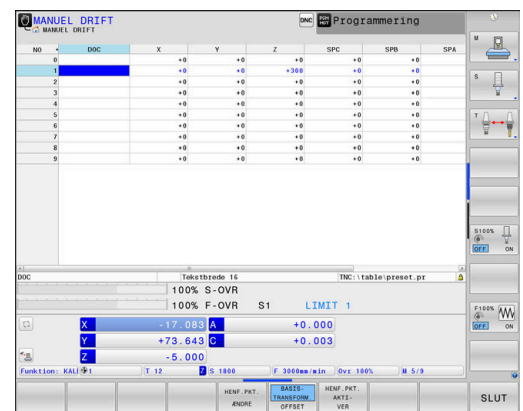 MANUEL DRIFT
MANUEL DRIFT
DNC
Programmering
NO DOC X Y Z SPC SPB SPA
0 +0 +0 +0 +0 +0
1 +0 +0 +300 +0 +0
2 +0 +0 +0 +0 +0
3 +0 +0 +0 +0 +0
4 +0 +0 +0 +0 +0
5 +0 +0 +0 +0 +0
6 +0 +0 +0 +0 +0
7 +0 +0 +0 +0 +0
8 +0 +0 +0 +0 +0
9 +0 +0 +0 +0 +0
DOC Tekstbrede 16 TNC:\table\preset.pr
100% S-OVR
100% F-OVR S1 LIMIT 1
X -17.083 A +0.000
Y +73.643 C +0.003
Z -5.000
Funktion: KALI 1 T 12 Z S 1800 F 3000mm/min Ovr 100% M 5/9
HENF.PKT.
ÆNDRE
BASIS-
TRANSFORM.
OFFSET
HENF.PKT.
AKTI-
VER
SLUT
M
S
T
S100%
OFF ON
F100%
OFF ON